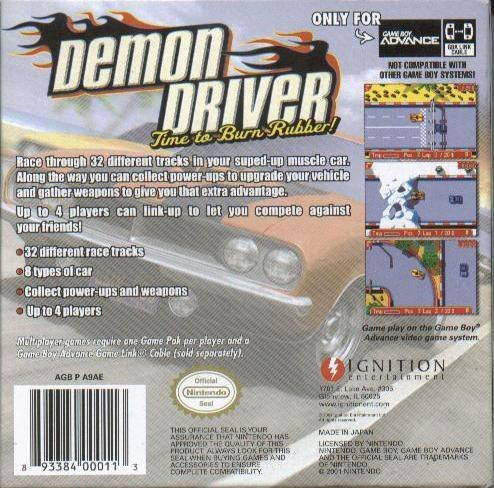 DEMON
DRIVER
Time to Burn Rubber!
ONLY FOR
GAME BOY
ADVANCE
GBA LINK
CABLE
NOT COMPATIBLE WITH
OTHER GAME BOY SYSTEMS!
Race through 32 different tracks in your suped-up muscle car.
Along the way you can collect power-ups to upgrade your vehicle
and gather weapons to give you that extra advantage.
Up to 4 players can link-up to let you compete against
your friends!
•32 different race tracks
•8 types of car
•Collect power-ups and weapons
•Up to 4 players
Multiplayer games require one Game Pak per player and a
Game Boy Advance Game Link® Cable (sold separately).
Game play on the Game Boy®
Advance video game system.
AGB P A9AE
8 93384 00011 3
Official
Nintendo
Seal
THIS OFFICIAL SEAL IS YOUR
ASSURANCE THAT NINTENDO HAS
APPROVED THE QUALITY OF THIS
PRODUCT. ALWAYS LOOK FOR THIS
SEAL WHEN BUYING GAMES AND
ACCESSORIES TO ENSURE
COMPLETE COMPATIBILITY.
IGNITION
Entertainment
Lake Ave. #305
Glenview, IL 60025
www.ignitionent.com
MADE IN JAPAN
LICENSED BY NINTENDO
NINTENDO, GAME BOY, GAME BOY ADVANCE
AND THE OFFICIAL SEAL ARE TRADEMARKS
OF NINTENDO.
© 2001 NINTENDO